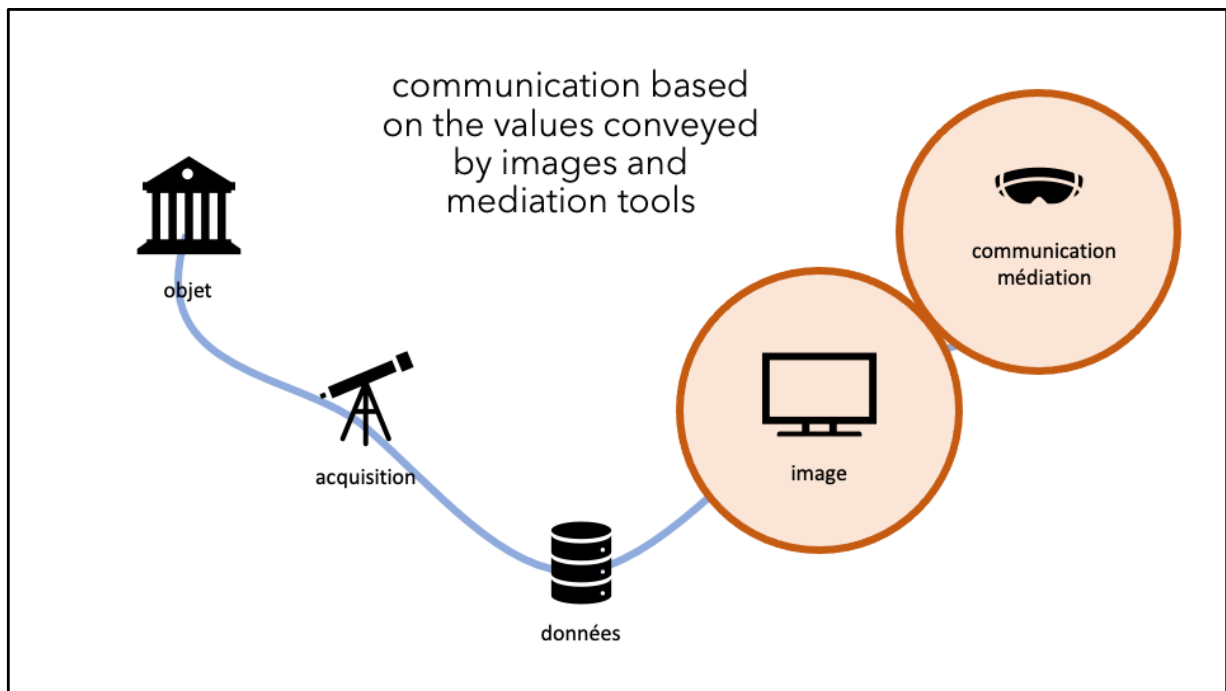 communication based
on the values conveyed
by images and
mediation tools
objet
acquisition
données
image
communication
médiation